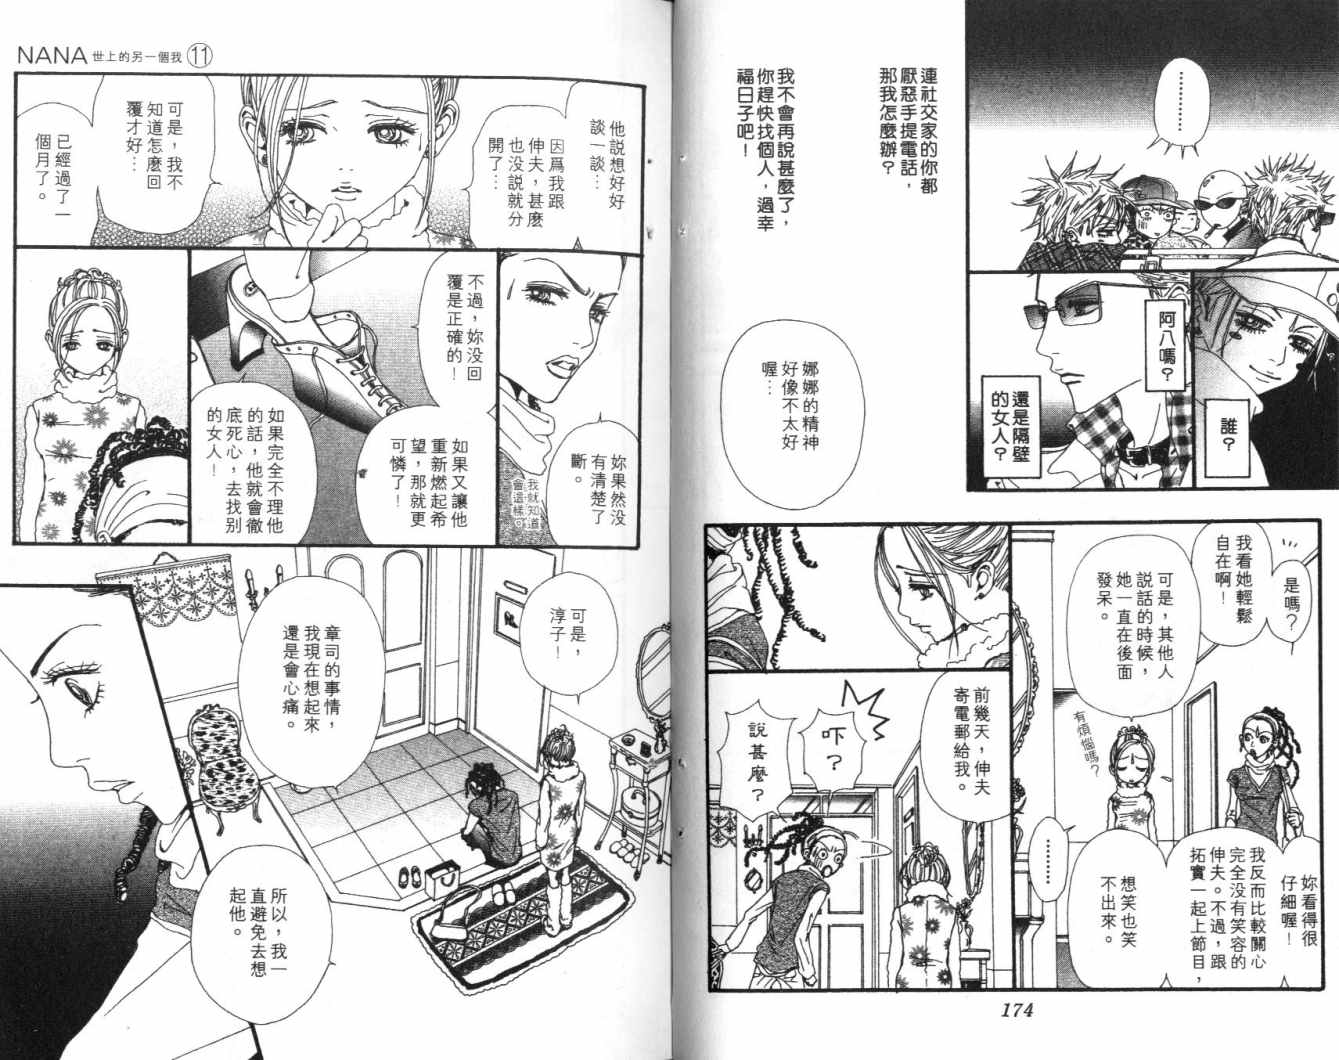 ………
連社交家的你都
厭惡手提電話，
那我怎麼辦？
我不會再說甚麼了，
你趕快找個人，過幸
福日子吧！
誰？
阿八嗎？
還是隔壁
的女人？
娜娜的精神
好像不太好
喔…
是嗎？
我看她輕鬆
自在啊！
可是，其他人
說話的時候，
她一直在後面
發呆。
有煩惱嗎？
妳看得很
仔細喔！
我反而比較關心
完全没有笑容的
伸夫。不過，跟
拓實一起上節目，
想笑也笑
不出來。
………
前幾天，伸夫
寄電郵給我。
吓？
說甚麼？
174
NANA 世上的另一個我 ⑪
他説想好好
談一談…
因爲我跟
伸夫，甚麼
也没說就分
開了…
可是，我不
知道怎麼回
覆才好…
已經過了一
個月了。
妳果然没
有清楚了
斷。
我就知道
會這樣。
不過，妳没回
覆是正確的！
如果又讓他
重新燃起希
望，那就更
可憐了！
如果完全不理他
的話，他就會徹
底死心，去找別
的女人！
可是，
淳子！
章司的事情，
我現在想起來
還是會心痛。
所以，我一
直避免去想
起他。